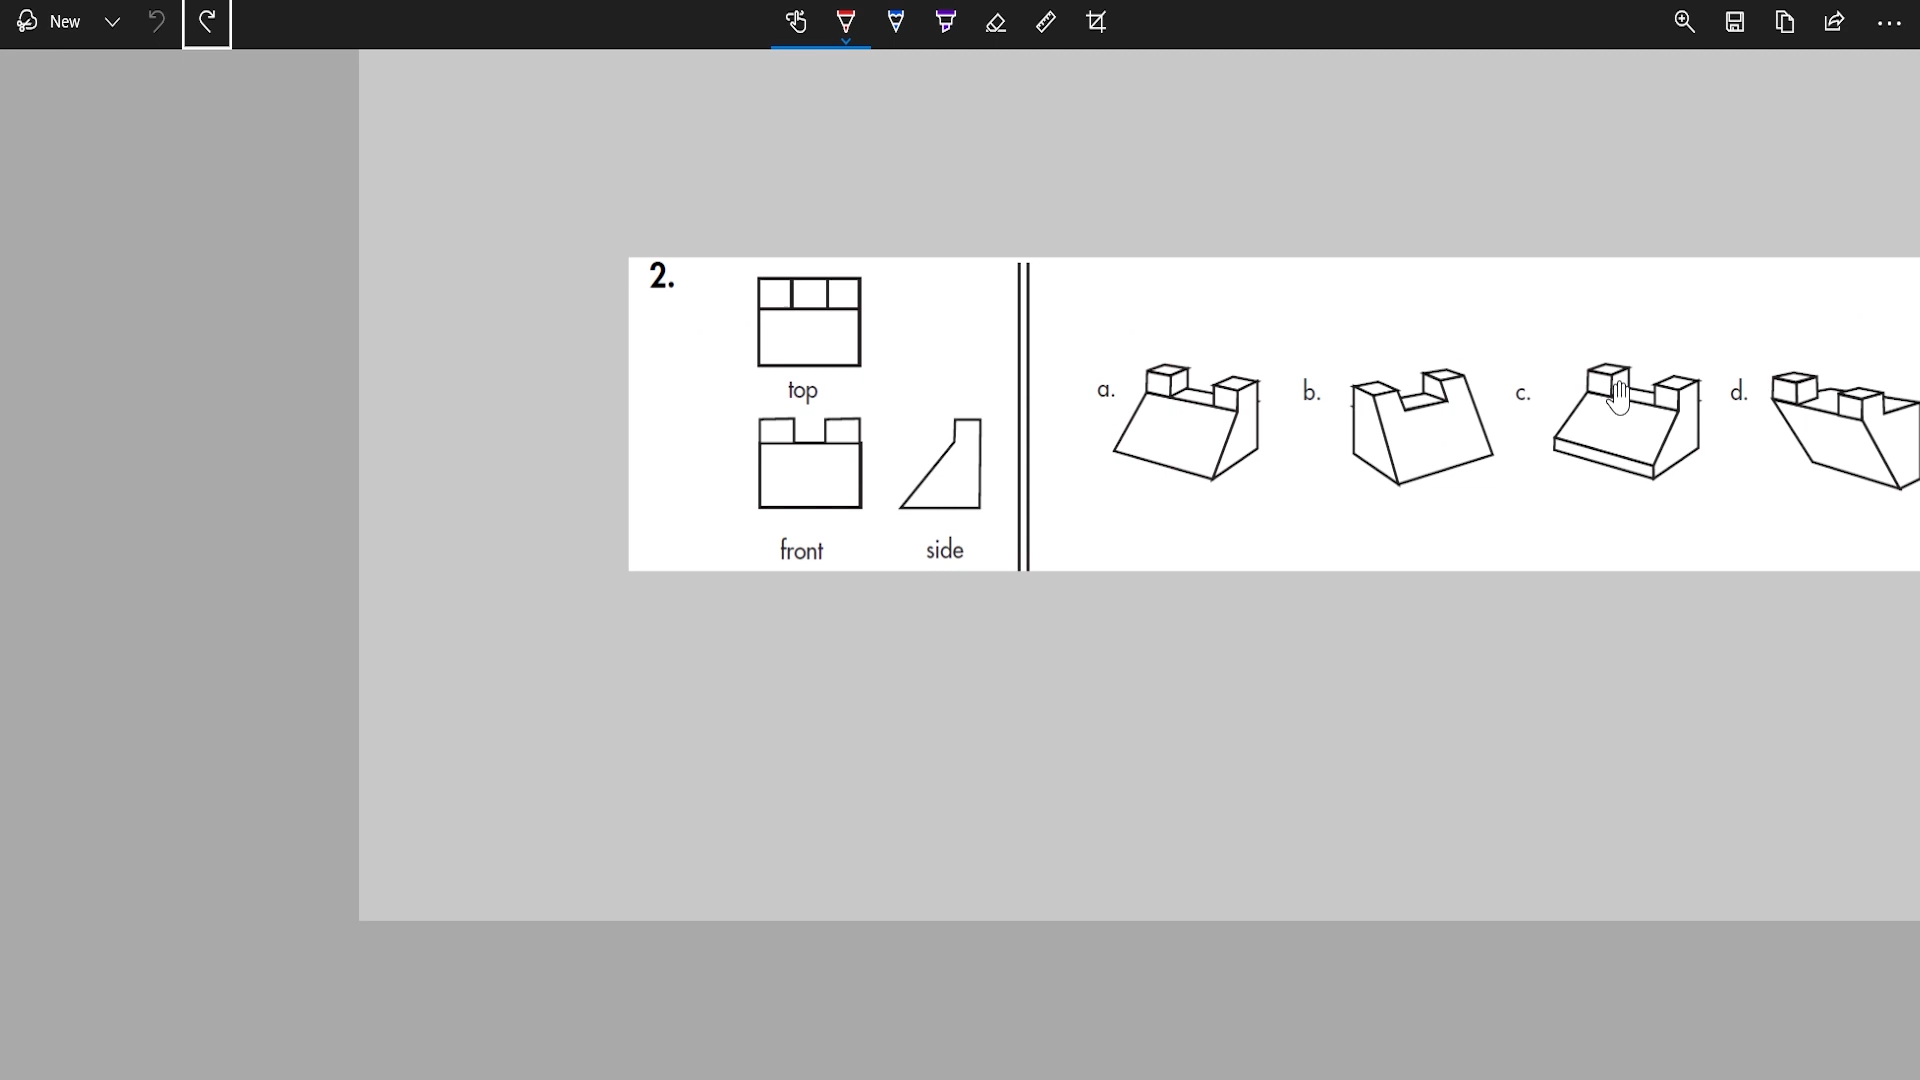 New
2.
top
front
side
a.
b.
c.
d.